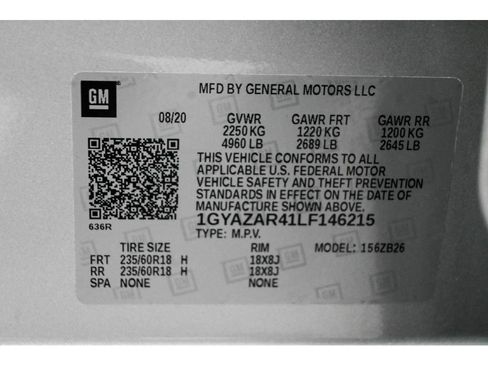 GM
MFD BY GENERAL MOTORS LLC
08/20 GVWR GAWR FRT GAWR RR
2250 KG 1220 KG 1200 KG
4960 LB 2689 LB 2645 LB
THIS VEHICLE CONFORMS TO ALL
APPLICABLE U.S. FEDERAL MOTOR
VEHICLE SAFETY AND THEFT PREVENTION
STANDARDS IN EFFECT ON THE DATE OF
MANUFACTURE SHOWN ABOVE.
1GYAZAR41LF146215
636R
TYPE: M.P.V.
TIRE SIZE RIM MODEL: 156ZB26
FRT 235/60R18 H 18X8J
RR 235/60R18 H 18X8J
SPA NONE NONE